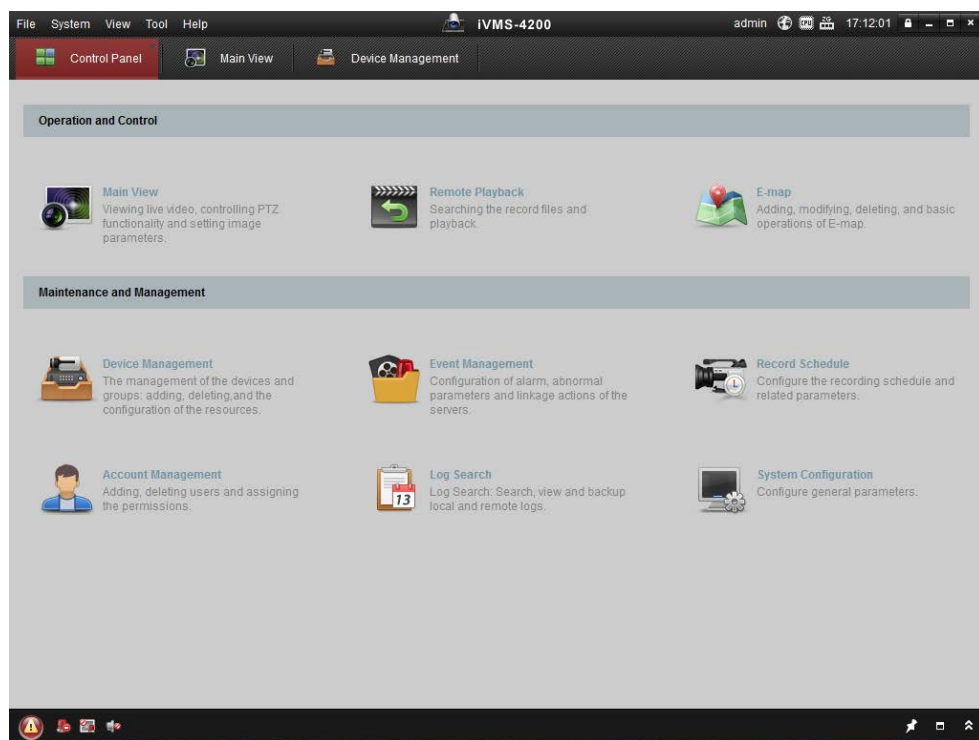 File System View Tool Help iVMS-4200 admin CPU 17:12:01
Control Panel Main View Device Management
Operation and Control
Main View
Viewing live video, controlling PTZ
functionality and setting image
parameters.
Remote Playback
Searching the record files and
playback.
E-map
Adding, modifying, deleting, and basic
operations of E-map.
Maintenance and Management
Device Management
The management of the devices and
groups: adding, deleting,and the
configuration of the resources.
Event Management
Configuration of alarm, abnormal
parameters and linkage actions of the
servers.
Record Schedule
Configure the recording schedule and
related parameters.
Account Management
Adding, deleting users and assigning
the permissions.
13
Log Search
Log Search: Search, view and backup
local and remote logs.
System Configuration
Configure general parameters.